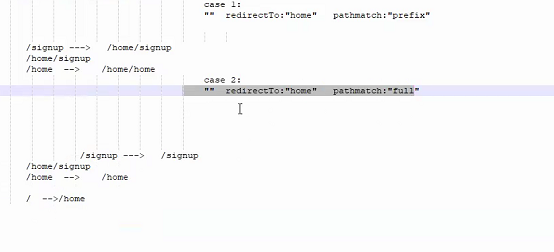 case 1:
"" redirectTo:"home" pathmatch:"prefix"
/signup ---> /home/signup
/home/signup
/home --> /home/home
case 2:
"" redirectTo:"home" pathmatch:"full"
/signup ---> /signup
/home/signup
/home --> /home
/ -->/home